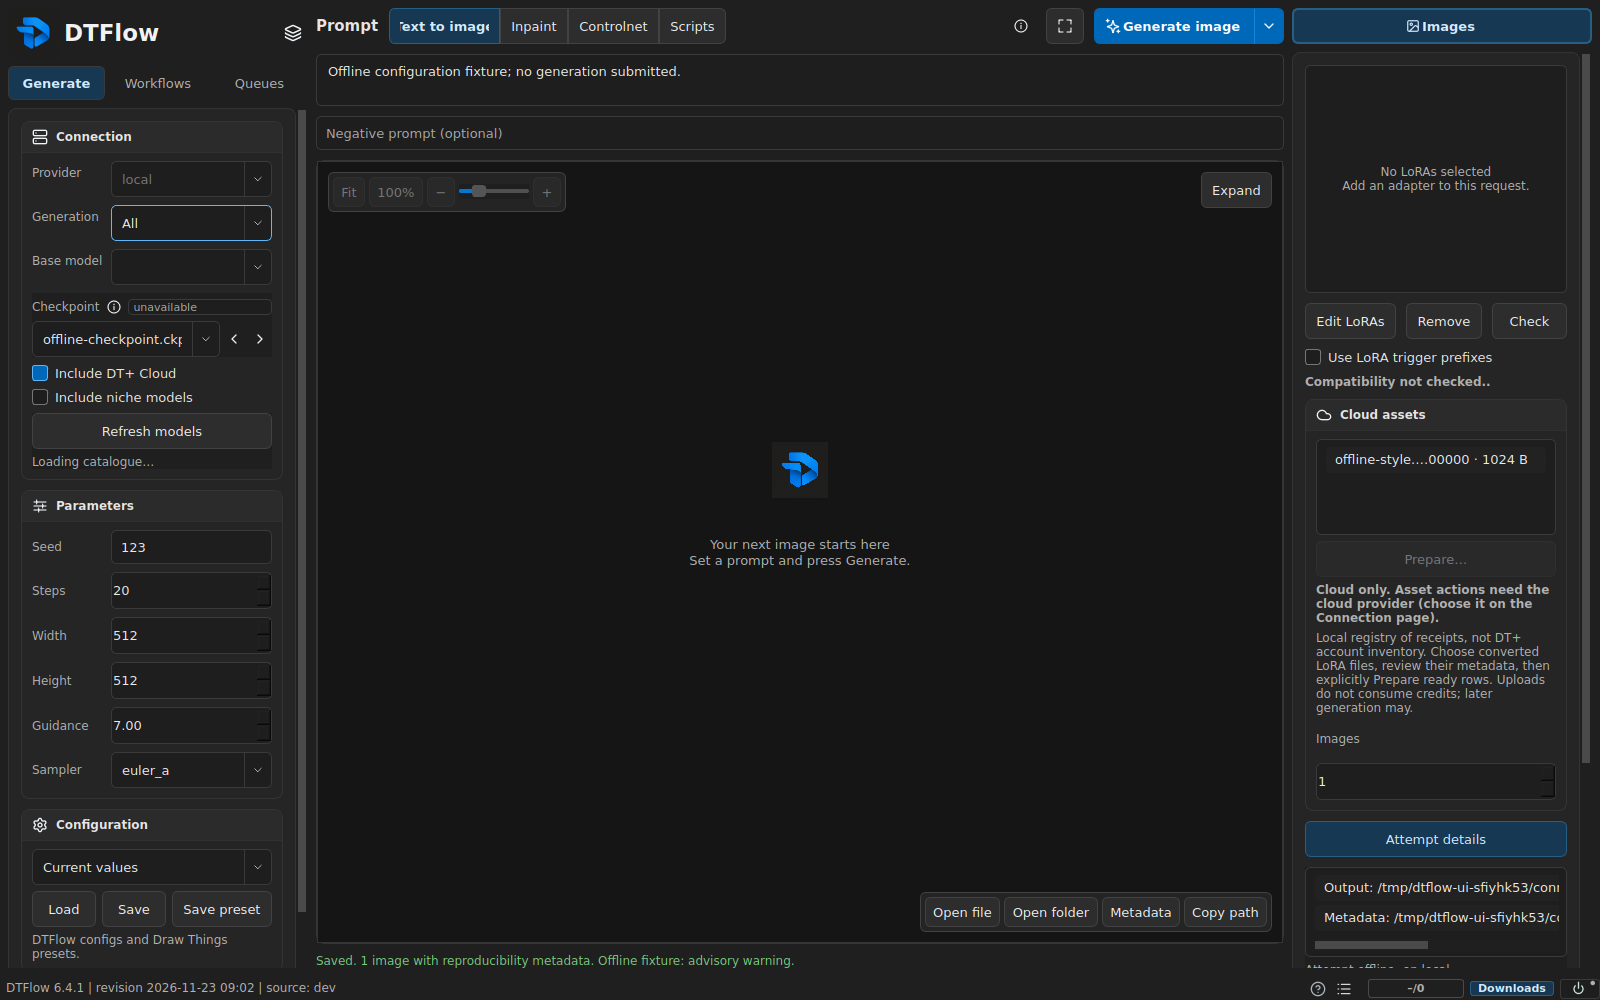 DTFlow
Generate
Workflows
Queues
Connection
Provider
local
Generation
All
Base model
Checkpoint
unavailable
offline-checkpoint.ckp
Include DT+ Cloud
Include niche models
Refresh models
Loading catalogue...
Parameters
Seed
123
Steps
20
Width
512
Height
512
Guidance
7.00
Sampler
euler_a
Configuration
Current values
Load
Save
Save preset
DTFlow configs and Draw Things
presets.
Prompt
Text to image
Inpaint
Controlnet
Scripts
Generate image
Offline configuration fixture; no generation submitted.
Negative prompt (optional)
Fit
100%
−
+
Expand
Your next image starts here
Set a prompt and press Generate.
Open file
Open folder
Metadata
Copy path
Saved. 1 image with reproducibility metadata. Offline fixture: advisory warning.
Images
No LoRAs selected
Add an adapter to this request.
Edit LoRAs
Remove
Check
Use LoRA trigger prefixes
Compatibility not checked..
Cloud assets
offline-style....00000 · 1024 B
Prepare...
Cloud only. Asset actions need the
cloud provider (choose it on the
Connection page).
Local registry of receipts, not DT+
account inventory. Choose converted
LoRA files, review their metadata, then
explicitly Prepare ready rows. Uploads
do not consume credits; later
generation may.
Images
1
Attempt details
Output: /tmp/dtflow-ui-sfiyhk53/conn
Metadata: /tmp/dtflow-ui-sfiyhk53/co
DTFlow 6.4.1 | revision 2026-11-23 09:02 | source: dev
-/0
Downloads